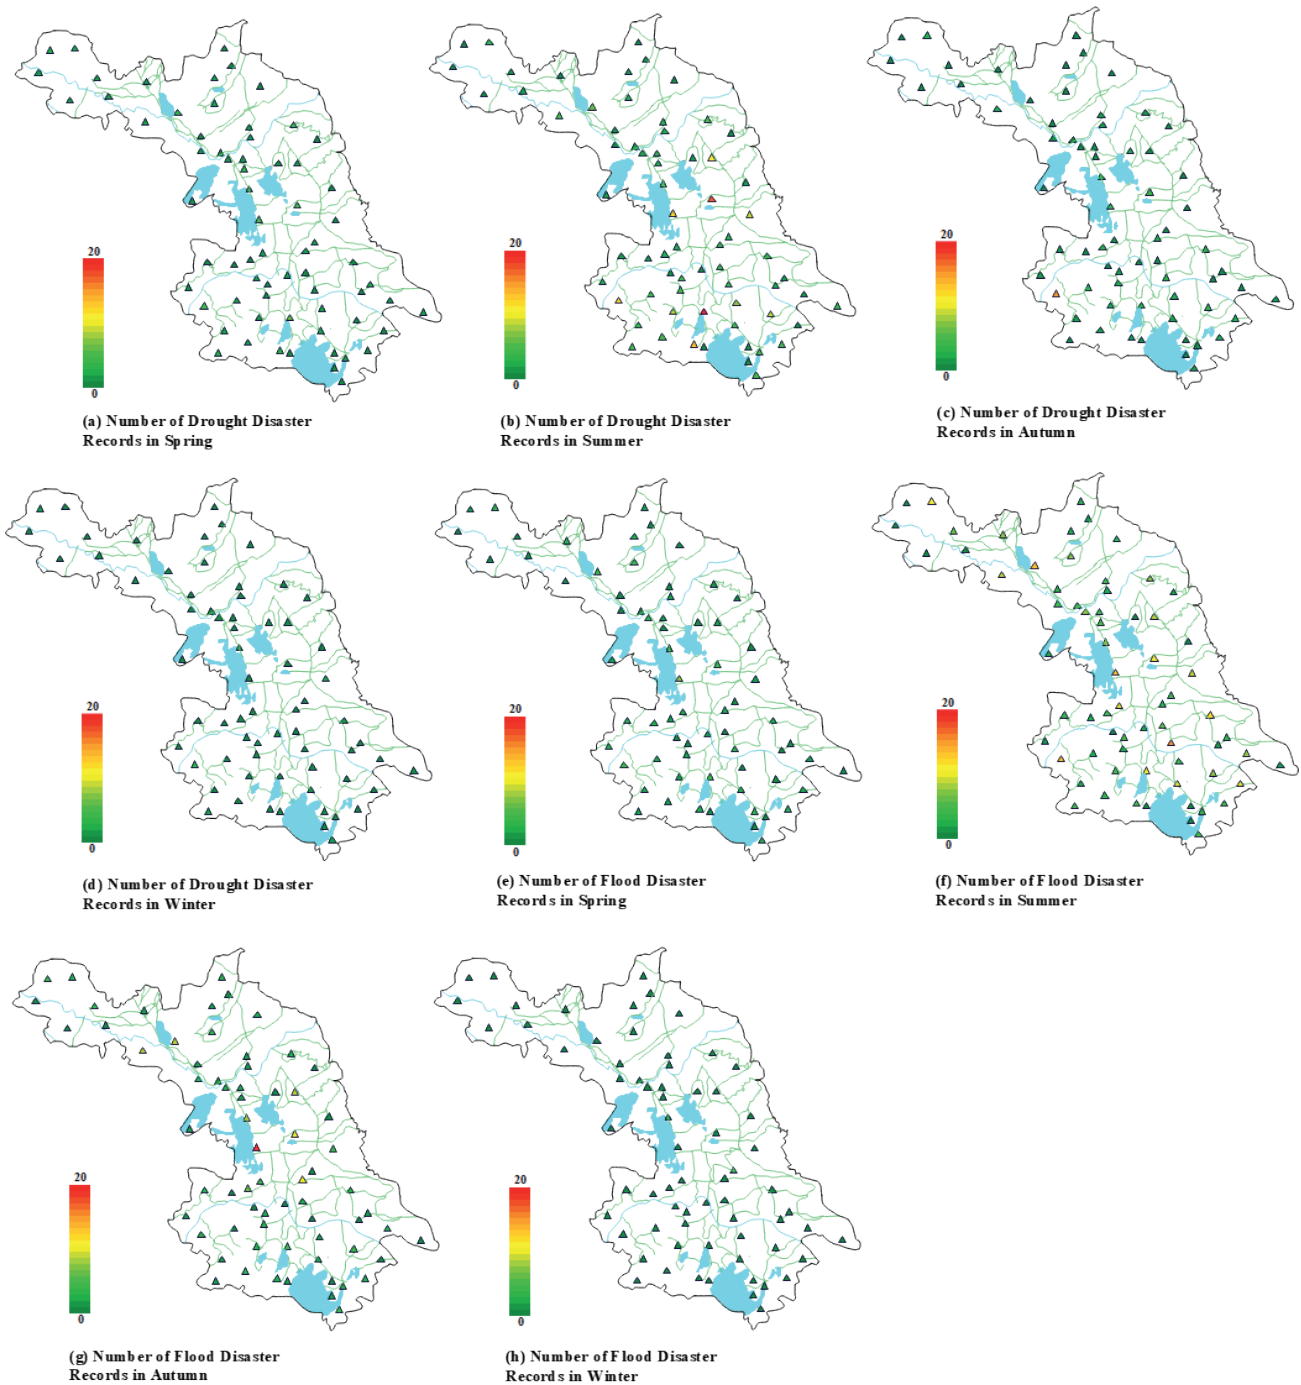 20
0
(a) Number of Drought Disaster
Records in Spring
20
0
(b) Number of Drought Disaster
Records in Summer
20
0
(c) Number of Drought Disaster
Records in Autumn
20
0
(d) Number of Drought Disaster
Records in Winter
20
0
(e) Number of Flood Disaster
Records in Spring
20
0
(f) Number of Flood Disaster
Records in Summer
20
0
(g) Number of Flood Disaster
Records in Autumn
20
0
(h) Number of Flood Disaster
Records in Winter